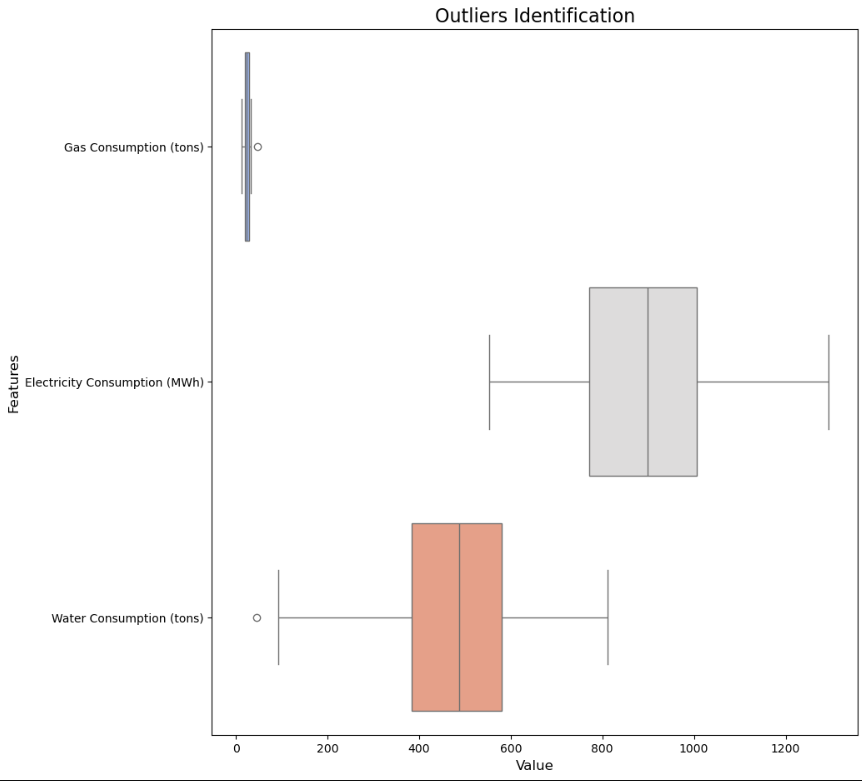 Outliers Identification
Gas Consumption (tons)
Electricity Consumption (MWh)
Water Consumption (tons)
Features
0 200 400 600 800 1000 1200
Value